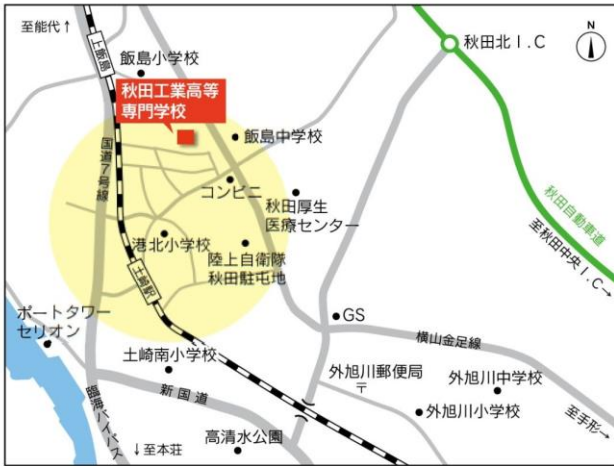 至能代↑
上飯島
飯島小学校
秋田工業高等
専門学校
秋田北I.C
N
国道7号線
飯島中学校
コンビニ
秋田厚生
医療センター
秋田自動車道
至秋田中央I.C→
港北小学校
陸上自衛隊
秋田駐屯地
土崎駅
ポートタワー
セリオン
GS
横山金足線
土崎南小学校
新国道
外旭川郵便局
〒
外旭川中学校
外旭川小学校
至手形→
臨海バイパス
↓至本荘
高清水公園